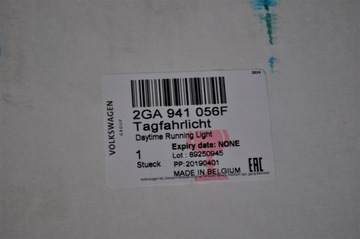 VOLKSWAGEN
GROUP
2GA 941 056F
Tagfahrlicht
Daytime Running Light
Expiry date: NONE
1
Lot : 89250945
Stueck
PP:20190401
MADE IN BELGIUM
EAC